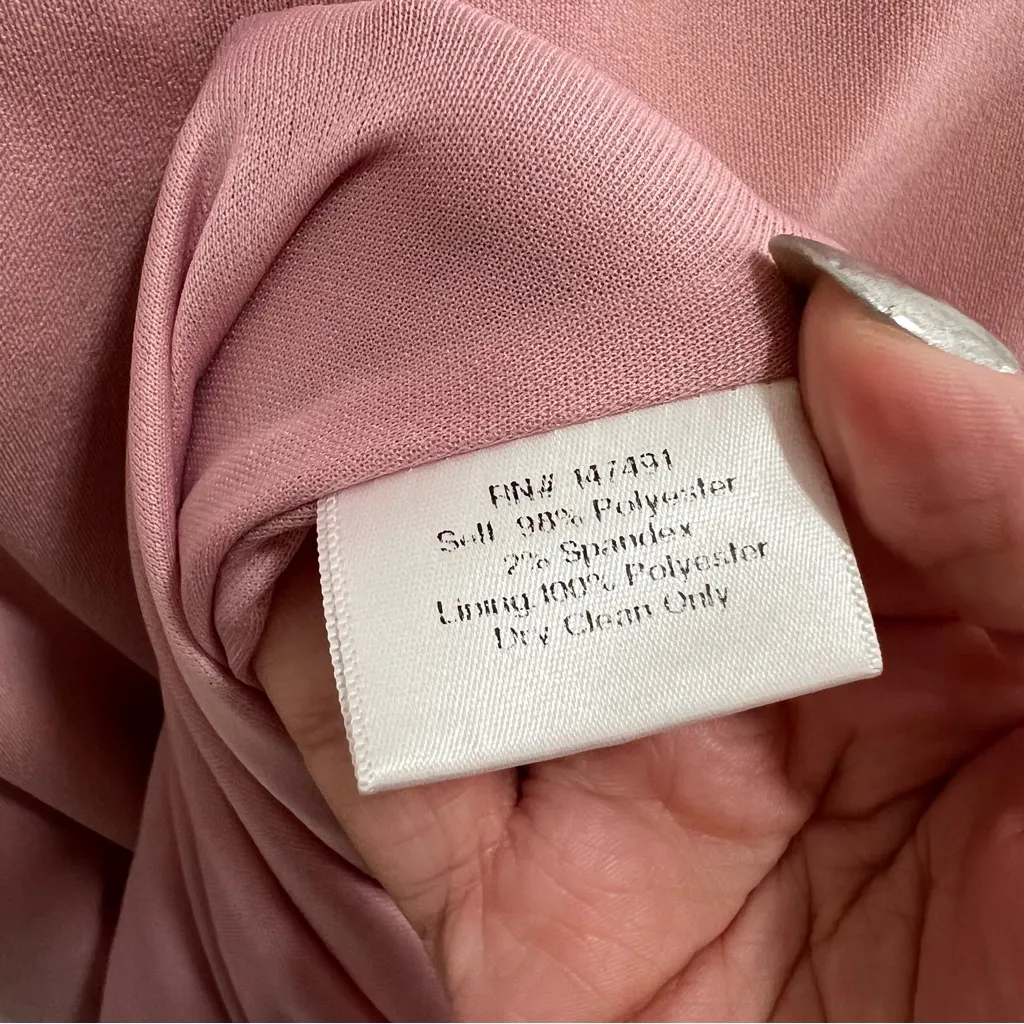 RN# 147491
Self 98% Polyester
2% Spandex
Lining 100% Polyester
Dry Clean Only